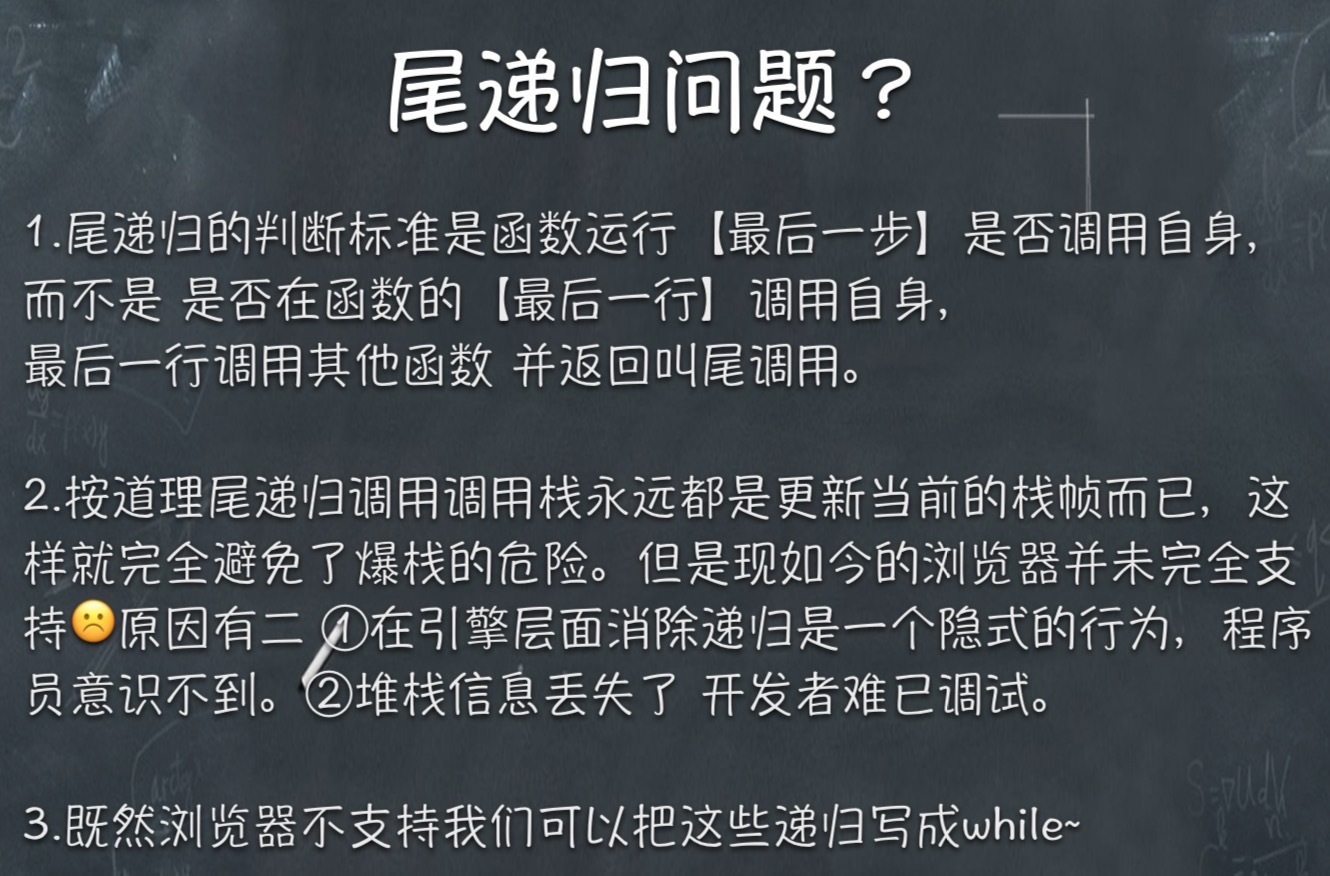 尾递归问题？
1.尾递归的判断标准是函数运行【最后一步】是否调用自身，
而不是 是否在函数的【最后一行】调用自身，
最后一行调用其他函数 并返回叫尾调用。
2.按道理尾递归调用调用栈永远都是更新当前的栈帧而已，这
样就完全避免了爆栈的危险。但是现如今的浏览器并未完全支
持☹️原因有二 ①在引擎层面消除递归是一个隐式的行为，程序
员意识不到。②堆栈信息丢失了 开发者难已调试。
3.既然浏览器不支持我们可以把这些递归写成while~